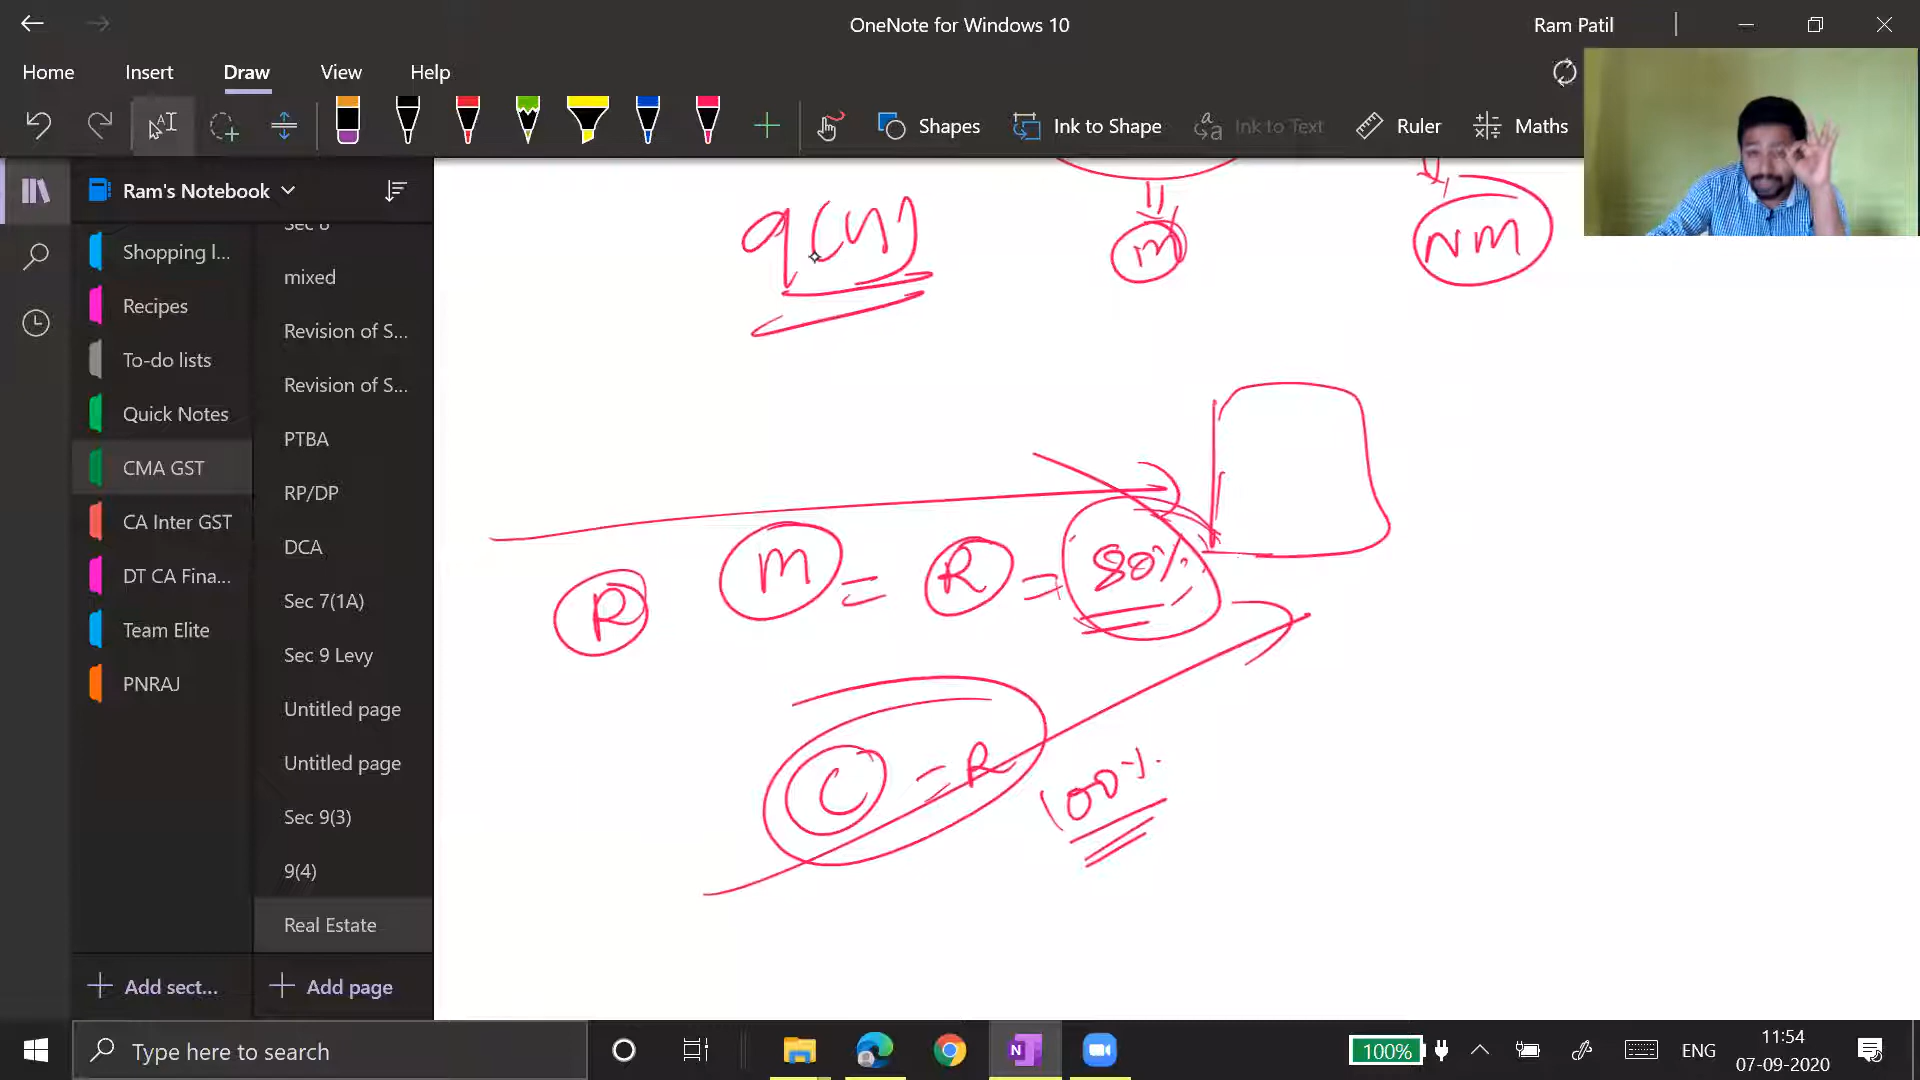 OneNote for Windows 10
Ram Patil
Home Insert Draw View Help
Shapes Ink to Shape Ink to Text Ruler Maths
Ram's Notebook
Shopping l...
Recipes
To-do lists
Quick Notes
CMA GST
CA Inter GST
DT CA Fina...
Team Elite
PNRAJ
Add sect...
Sec 8
mixed
Revision of S...
Revision of S...
PTBA
RP/DP
DCA
Sec 7(1A)
Sec 9 Levy
Untitled page
Untitled page
Sec 9(3)
9(4)
Real Estate
Add page
9(4)
M
NM
R
M = R = 80%
C = R
100%
Type here to search
100%
ENG
11:54
07-09-2020